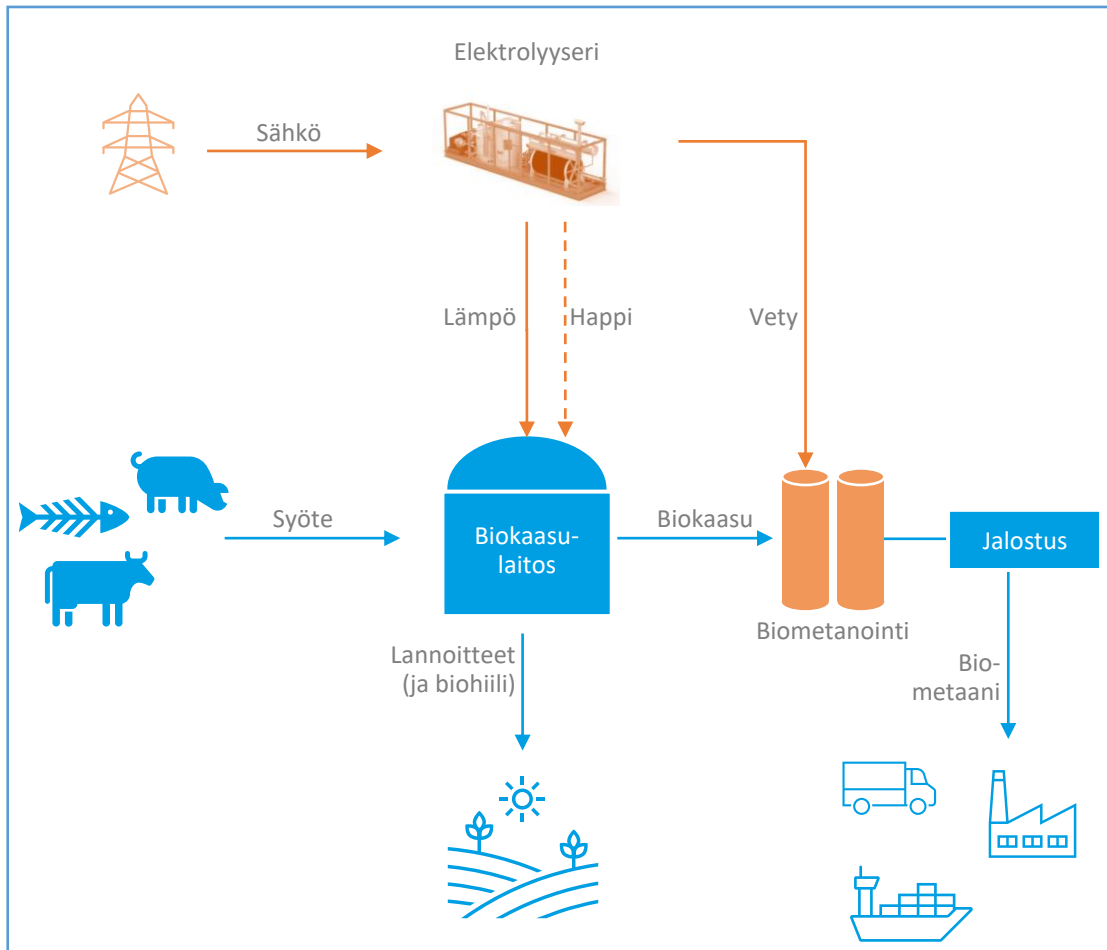 Elektrolyyseri
Sähkö
Lämpö
Happi
Vety
Syöte
Biokaasu-
laitos
Biokaasu
Jalostus
Biometanointi
Lannoitteet
(ja biohiili)
Bio-
metaani